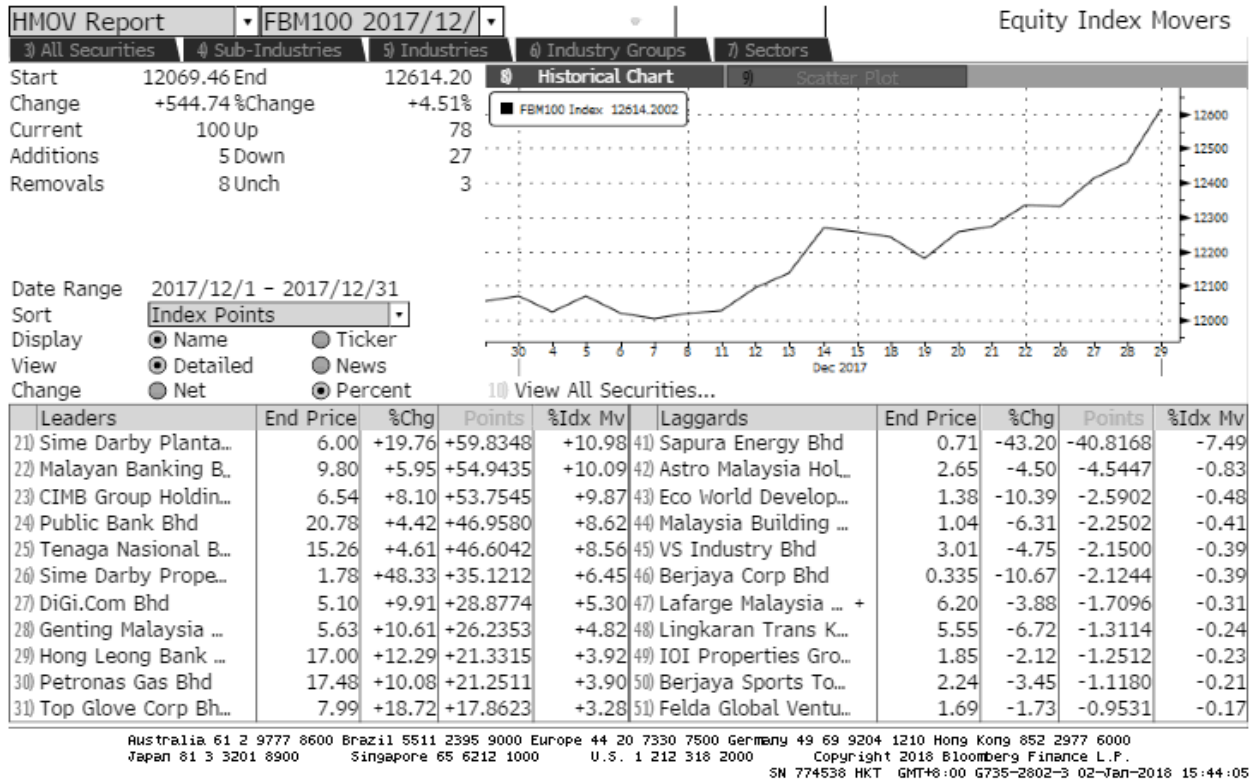 HMOV Report FBM100 2017/12/ Equity Index Movers
3) All Securities 4) Sub-Industries 5) Industries 6) Industry Groups 7) Sectors
Start 12069.46 End 12614.20 8) Historical Chart 9) Scatter Plot
Change +544.74 %Change +4.51% FBM100 Index 12614.2002
Current 100 Up 78 12600
Additions 5 Down 27 12500
Removals 8 Unch 3 12400
12300
12200
Date Range 2017/12/1 - 2017/12/31 12100
Sort Index Points 12000
Display Name Ticker 30 4 5 6 7 8 11 12 13 14 15 18 19 20 21 22 26 27 28 29
View Detailed News Dec 2017
Change Net Percent 10) View All Securities...
Leaders End Price %Chg Points %Idx Mv Laggards End Price %Chg Points %Idx Mv
21) Sime Darby Planta... 6.00 +19.76 +59.8348 +10.98 41) Sapura Energy Bhd 0.71 -43.20 -40.8168 -7.49
22) Malayan Banking B.. 9.80 +5.95 +54.9435 +10.09 42) Astro Malaysia Hol... 2.65 -4.50 -4.5447 -0.83
23) CIMB Group Holdin... 6.54 +8.10 +53.7545 +9.87 43) Eco World Develop... 1.38 -10.39 -2.5902 -0.48
24) Public Bank Bhd 20.78 +4.42 +46.9580 +8.62 44) Malaysia Building ... 1.04 -6.31 -2.2502 -0.41
25) Tenaga Nasional B... 15.26 +4.61 +46.6042 +8.56 45) VS Industry Bhd 3.01 -4.75 -2.1500 -0.39
26) Sime Darby Prope... 1.78 +48.33 +35.1212 +6.45 46) Berjaya Corp Bhd 0.335 -10.67 -2.1244 -0.39
27) DiGi.Com Bhd 5.10 +9.91 +28.8774 +5.30 47) Lafarge Malaysia ... + 6.20 -3.88 -1.7096 -0.31
28) Genting Malaysia ... 5.63 +10.61 +26.2353 +4.82 48) Lingkaran Trans K... 5.55 -6.72 -1.3114 -0.24
29) Hong Leong Bank ... 17.00 +12.29 +21.3315 +3.92 49) IOI Properties Gro... 1.85 -2.12 -1.2512 -0.23
30) Petronas Gas Bhd 17.48 +10.08 +21.2511 +3.90 50) Berjaya Sports To... 2.24 -3.45 -1.1180 -0.21
31) Top Glove Corp Bh... 7.99 +18.72 +17.8623 +3.28 51) Felda Global Ventu... 1.69 -1.73 -0.9531 -0.17
Australia 61 2 9777 8600 Brazil 5511 2395 9000 Europe 44 20 7330 7500 Germany 49 69 9204 1210 Hong Kong 852 2977 6000
Japan 81 3 3201 8900 Singapore 65 6212 1000 U.S. 1 212 318 2000 Copyright 2018 Bloomberg Finance L.P.
SN 774538 HKT GMT+8:00 G735-2802-3 02-Jan-2018 15:44:05